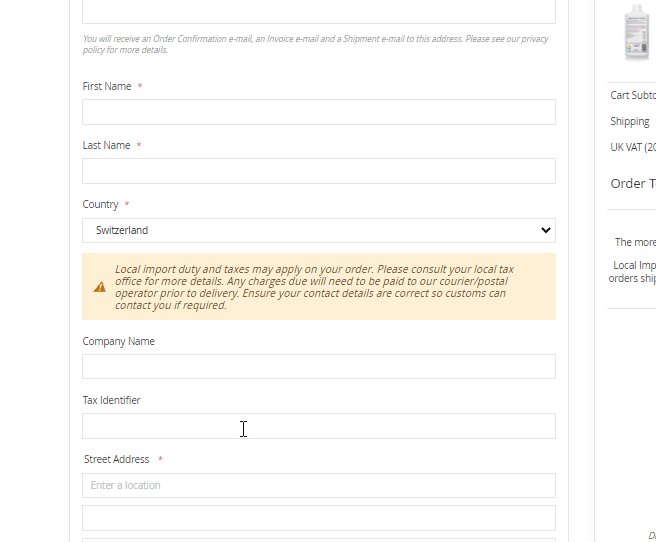 You will receive an Order Confirmation e-mail, an Invoice e-mail and a Shipment e-mail to this address. Please see our privacy
policy for more details.
First Name *
Last Name *
Country *
Switzerland
Local import duty and taxes may apply on your order. Please consult your local tax
office for more details. Any charges due will need to be paid to our courier/postal
operator prior to delivery. Ensure your contact details are correct so customs can
contact you if required.
Company Name
Tax Identifier
Street Address *
Enter a location
Cart Subto
Shipping
UK VAT (20
Order T
The more
Local Imp
orders ship